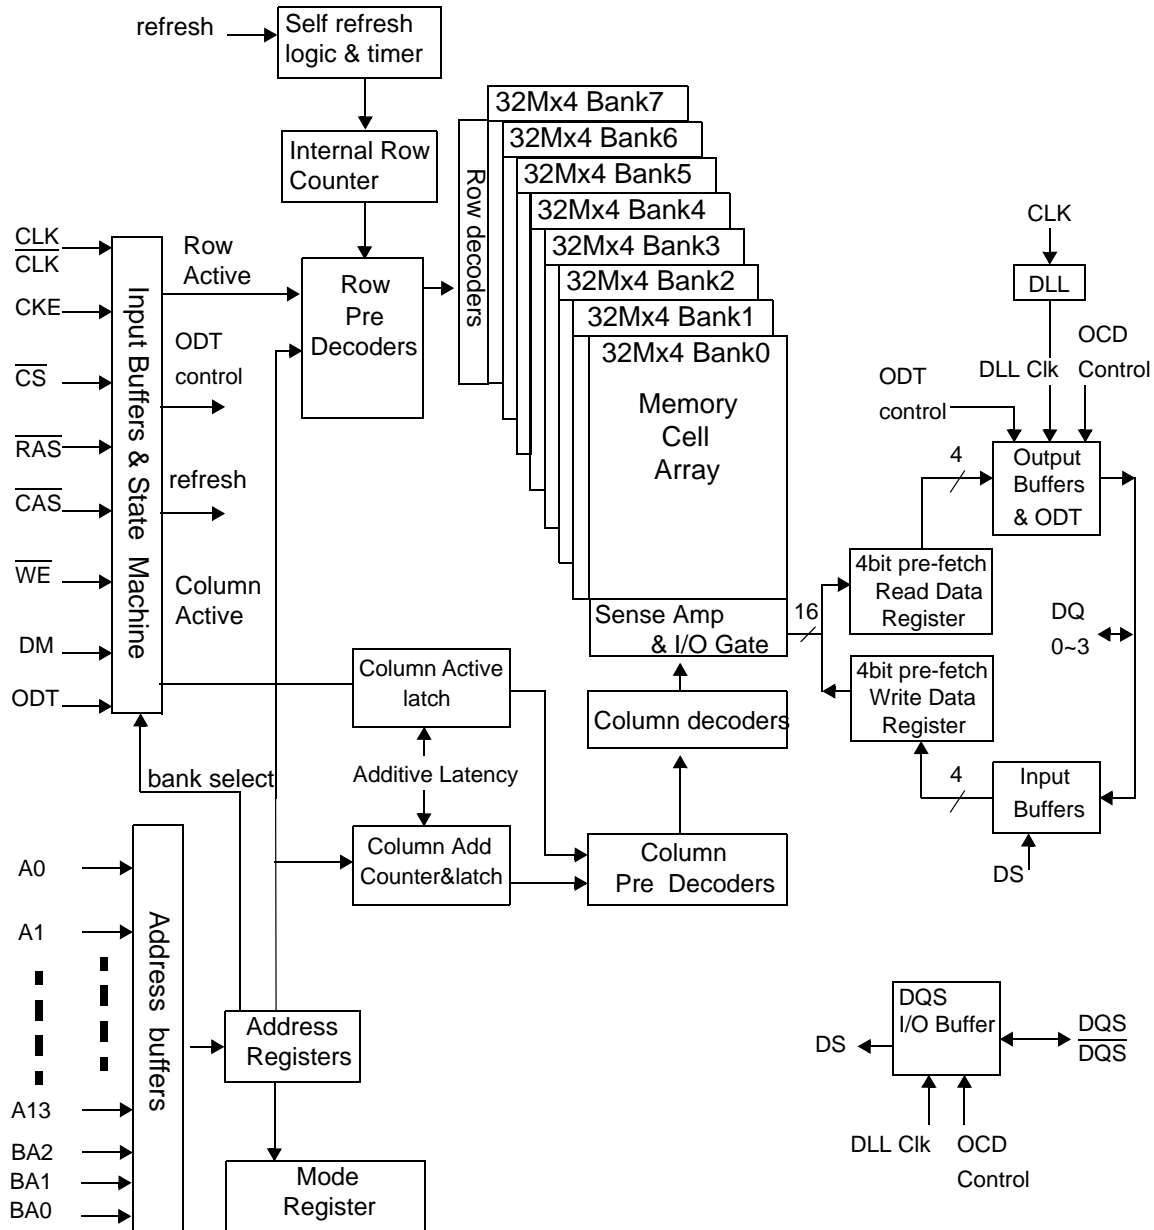 refresh
Self refresh
logic & timer
Internal Row
Counter
Row decoders
32Mx4 Bank7
32Mx4 Bank6
32Mx4 Bank5
32Mx4 Bank4
32Mx4 Bank3
32Mx4 Bank2
32Mx4 Bank1
32Mx4 Bank0
Memory
Cell
Array
Sense Amp
& I/O Gate
Column decoders
CLK
CLK
CKE
CS
RAS
CAS
WE
DM
ODT
Input Buffers & State Machine
Row
Active
ODT
control
refresh
Column
Active
Row
Pre
Decoders
bank select
Column Active
latch
Additive Latency
Column Add
Counter&latch
Column
Pre Decoders
A0
A1
A13
BA2
BA1
BA0
Address buffers
Address
Registers
Mode
Register
CLK
DLL
DLL Clk
OCD
Control
ODT
control
4
Output
Buffers
& ODT
16
4bit pre-fetch
Read Data
Register
4bit pre-fetch
Write Data
Register
DQ
0~3
4
Input
Buffers
DS
DQS
I/O Buffer
DS
DQS
DQS
DLL Clk
OCD
Control